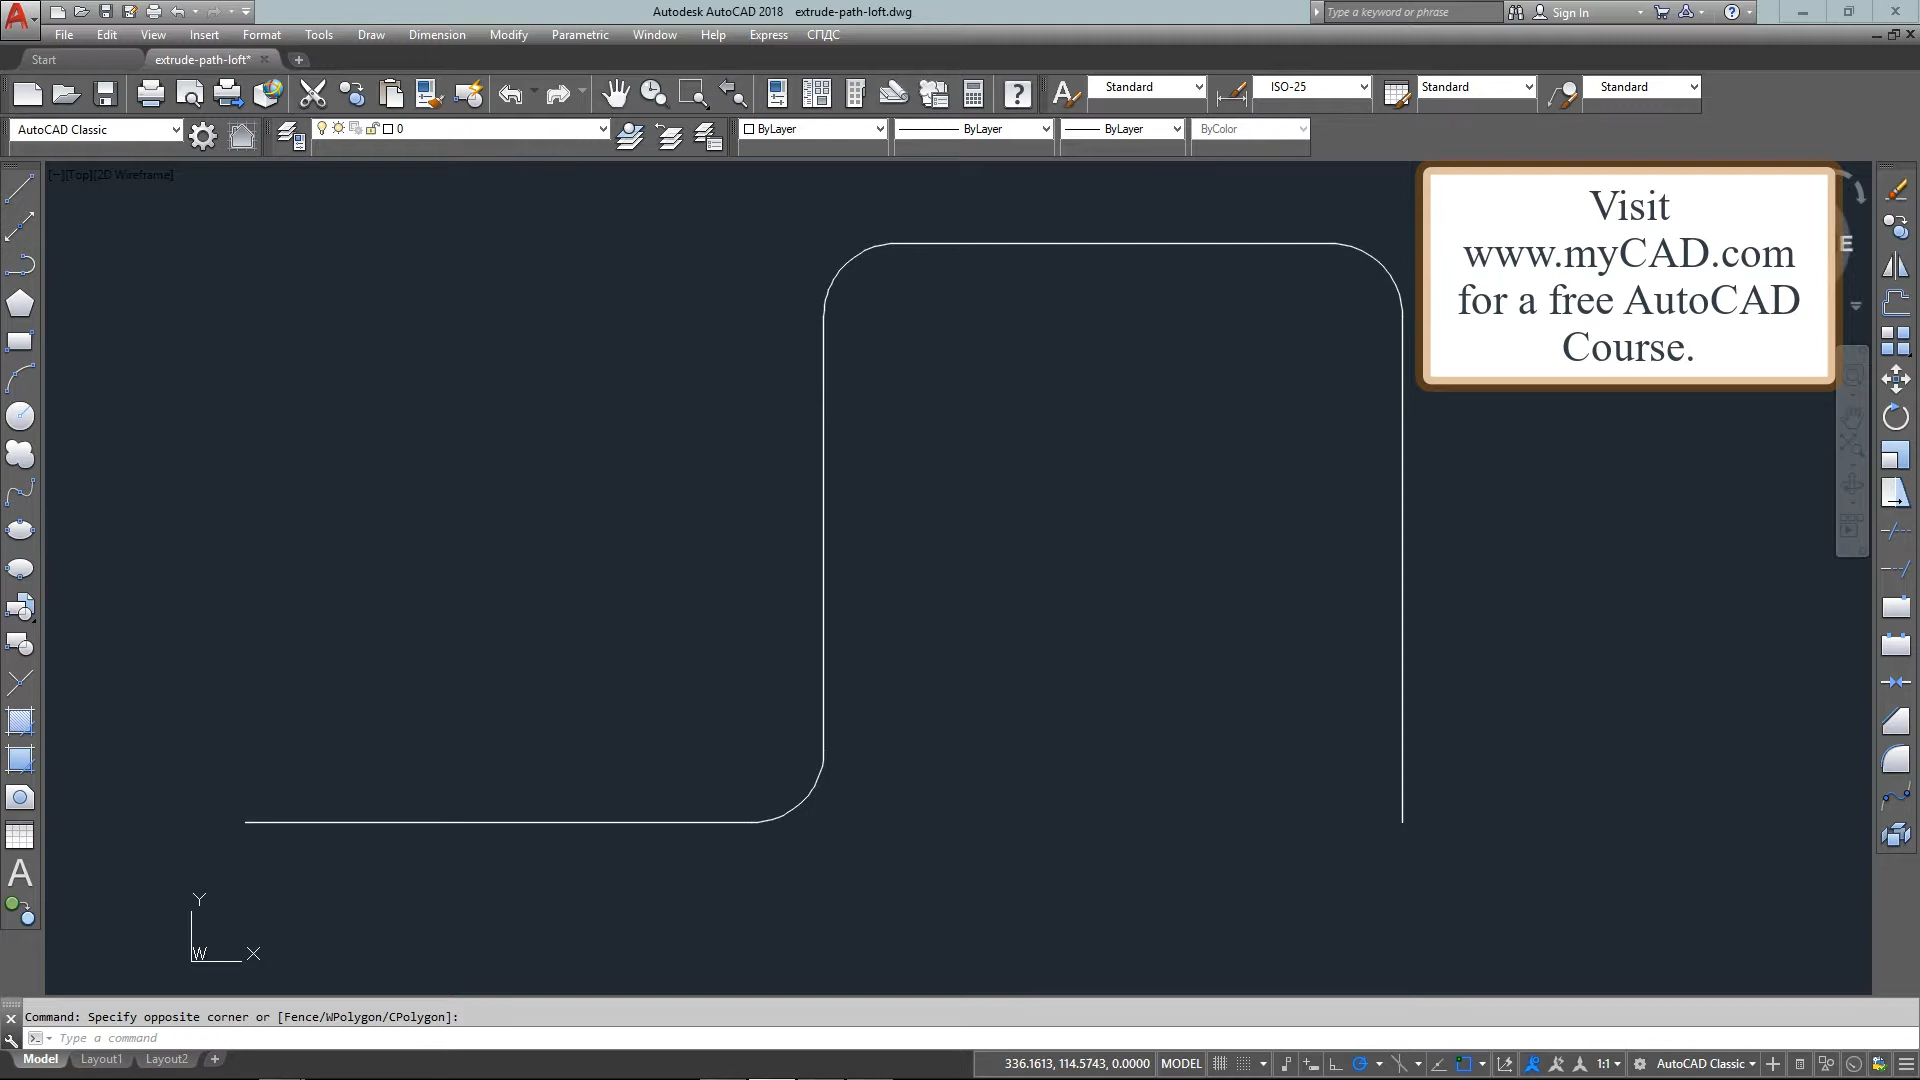 Autodesk AutoCAD 2018 extrude-path-loft.dwg
Type a keyword or phrase
Sign In
File Edit View Insert Format Tools Draw Dimension Modify Parametric Window Help Express СПДС
Start
extrude-path-loft*
Standard
ISO-25
Standard
Standard
AutoCAD Classic
0
ByLayer
ByLayer
ByLayer
ByColor
[−][Top][2D Wireframe]
Visit
www.myCAD.com
for a free AutoCAD
Course.
E
Y
W X
A
Command: Specify opposite corner or [Fence/WPolygon/CPolygon]:
Type a command
Model Layout1 Layout2 +
336.1613, 114.5743, 0.0000 MODEL
1:1
AutoCAD Classic